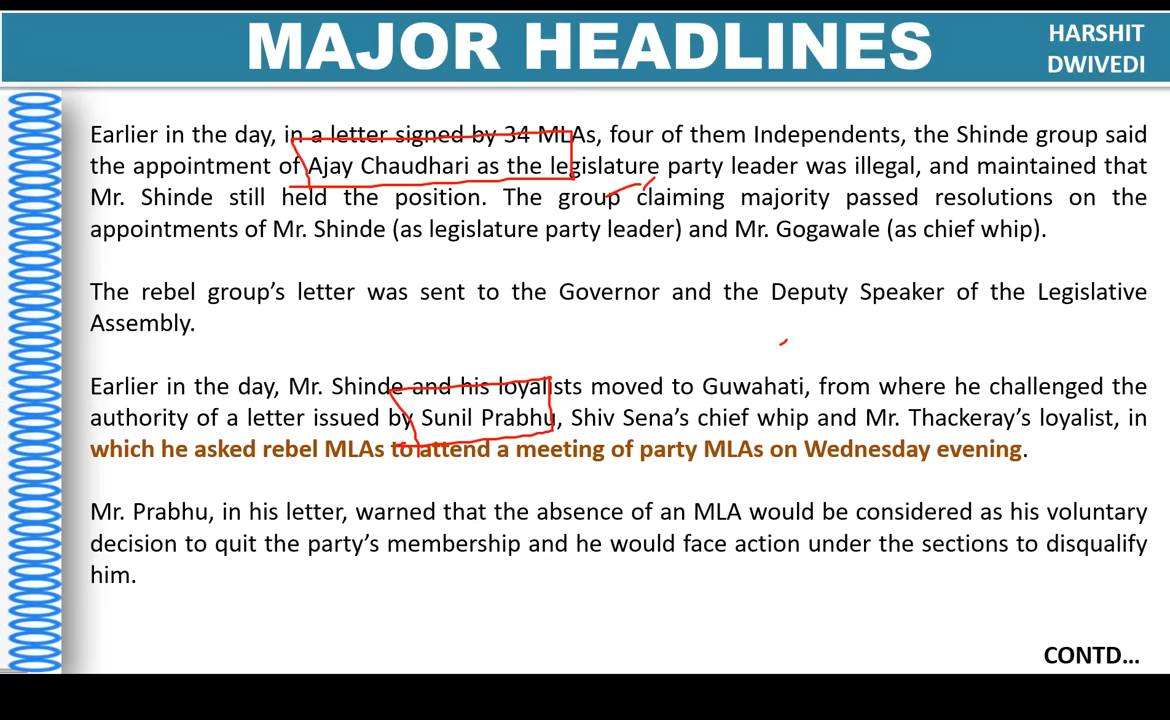 MAJOR HEADLINES
HARSHIT
DWIVEDI
Earlier in the day, in a letter signed by 34 MLAs, four of them Independents, the Shinde group said
the appointment of Ajay Chaudhari as the legislature party leader was illegal, and maintained that
Mr. Shinde still held the position. The group claiming majority passed resolutions on the
appointments of Mr. Shinde (as legislature party leader) and Mr. Gogawale (as chief whip).
The rebel group’s letter was sent to the Governor and the Deputy Speaker of the Legislative
Assembly.
Earlier in the day, Mr. Shinde and his loyalists moved to Guwahati, from where he challenged the
authority of a letter issued by Sunil Prabhu, Shiv Sena’s chief whip and Mr. Thackeray’s loyalist, in
which he asked rebel MLAs to attend a meeting of party MLAs on Wednesday evening.
Mr. Prabhu, in his letter, warned that the absence of an MLA would be considered as his voluntary
decision to quit the party’s membership and he would face action under the sections to disqualify
him.
CONTD...